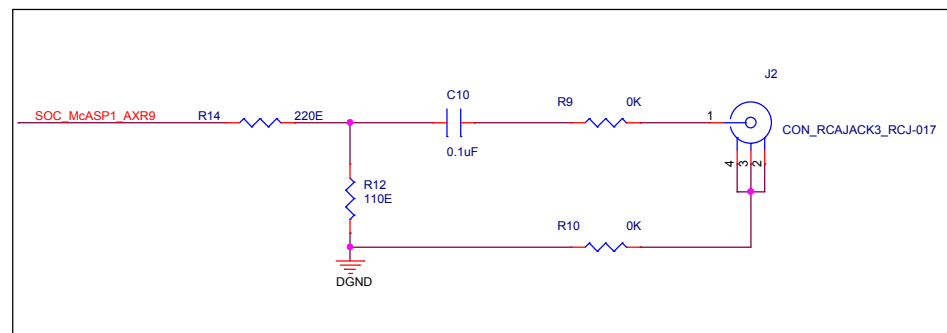 J2
C10
R9 0K
SOC_McASP1_AXR9 R14 220E 1
CON_RCAJACK3_RCJ-017
0.1uF
4 3 2
R12
110E
R10 0K
DGND